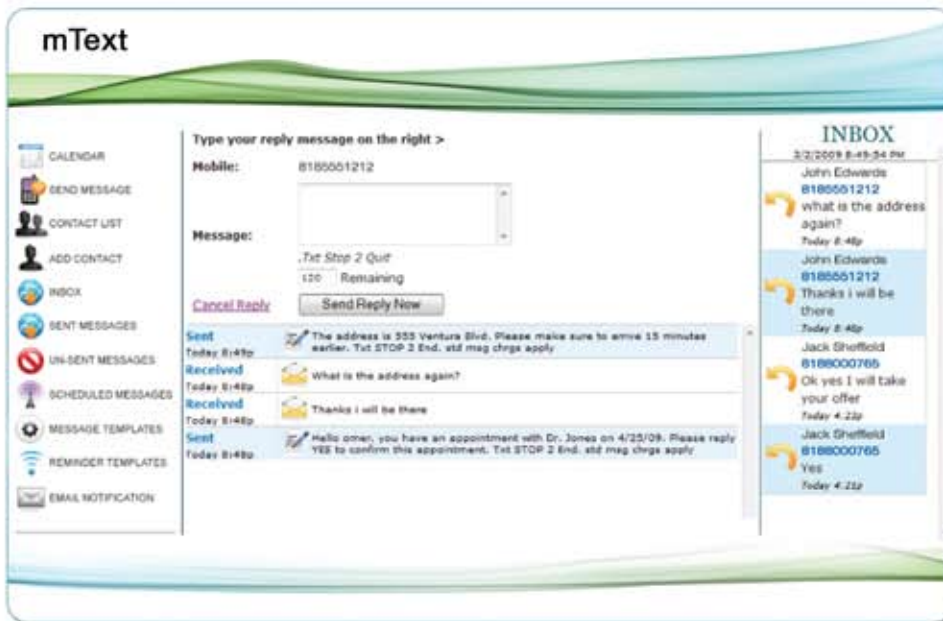 mText
CALENDAR
SEND MESSAGE
CONTACT LIST
ADD CONTACT
INBOX
SENT MESSAGES
UN-SENT MESSAGES
SCHEDULED MESSAGES
MESSAGE TEMPLATES
REMINDER TEMPLATES
EMAIL NOTIFICATION
Type your reply message on the right >
Mobile: 8185551212
Message:
.Txt Stop 2 Quit
120 Remaining
Cancel Reply Send Reply Now
Sent
Today 8:49p
The address is 555 Ventura Blvd. Please make sure to arrive 15 minutes
earlier. Txt STOP 2 End. std msg chrgs apply
Received
Today 8:48p
What is the address again?
Received
Today 8:48p
Thanks i will be there
Sent
Today 8:48p
Hello omer, you have an appointment with Dr. Jones on 4/25/09. Please reply
YES to confirm this appointment. Txt STOP 2 End. std msg chrgs apply
INBOX
3/2/2009 8:49:54 PM
John Edwards
8185551212
what is the address
again?
Today 8:48p
John Edwards
8185551212
Thanks i will be
there
Today 8:48p
Jack Sheffield
8188000765
Ok yes I will take
your offer
Today 4:22p
Jack Sheffield
8188000765
Yes
Today 4:21p